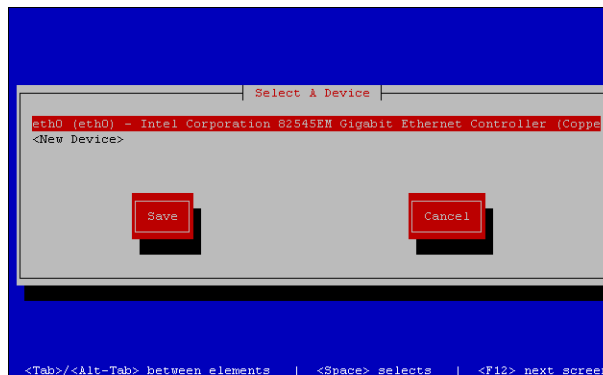 Select A Device
eth0 (eth0) - Intel Corporation 82545EM Gigabit Ethernet Controller (Coppe
<New Device>
Save Cancel
<Tab>/<Alt-Tab> between elements | <Space> selects | <F12> next screen